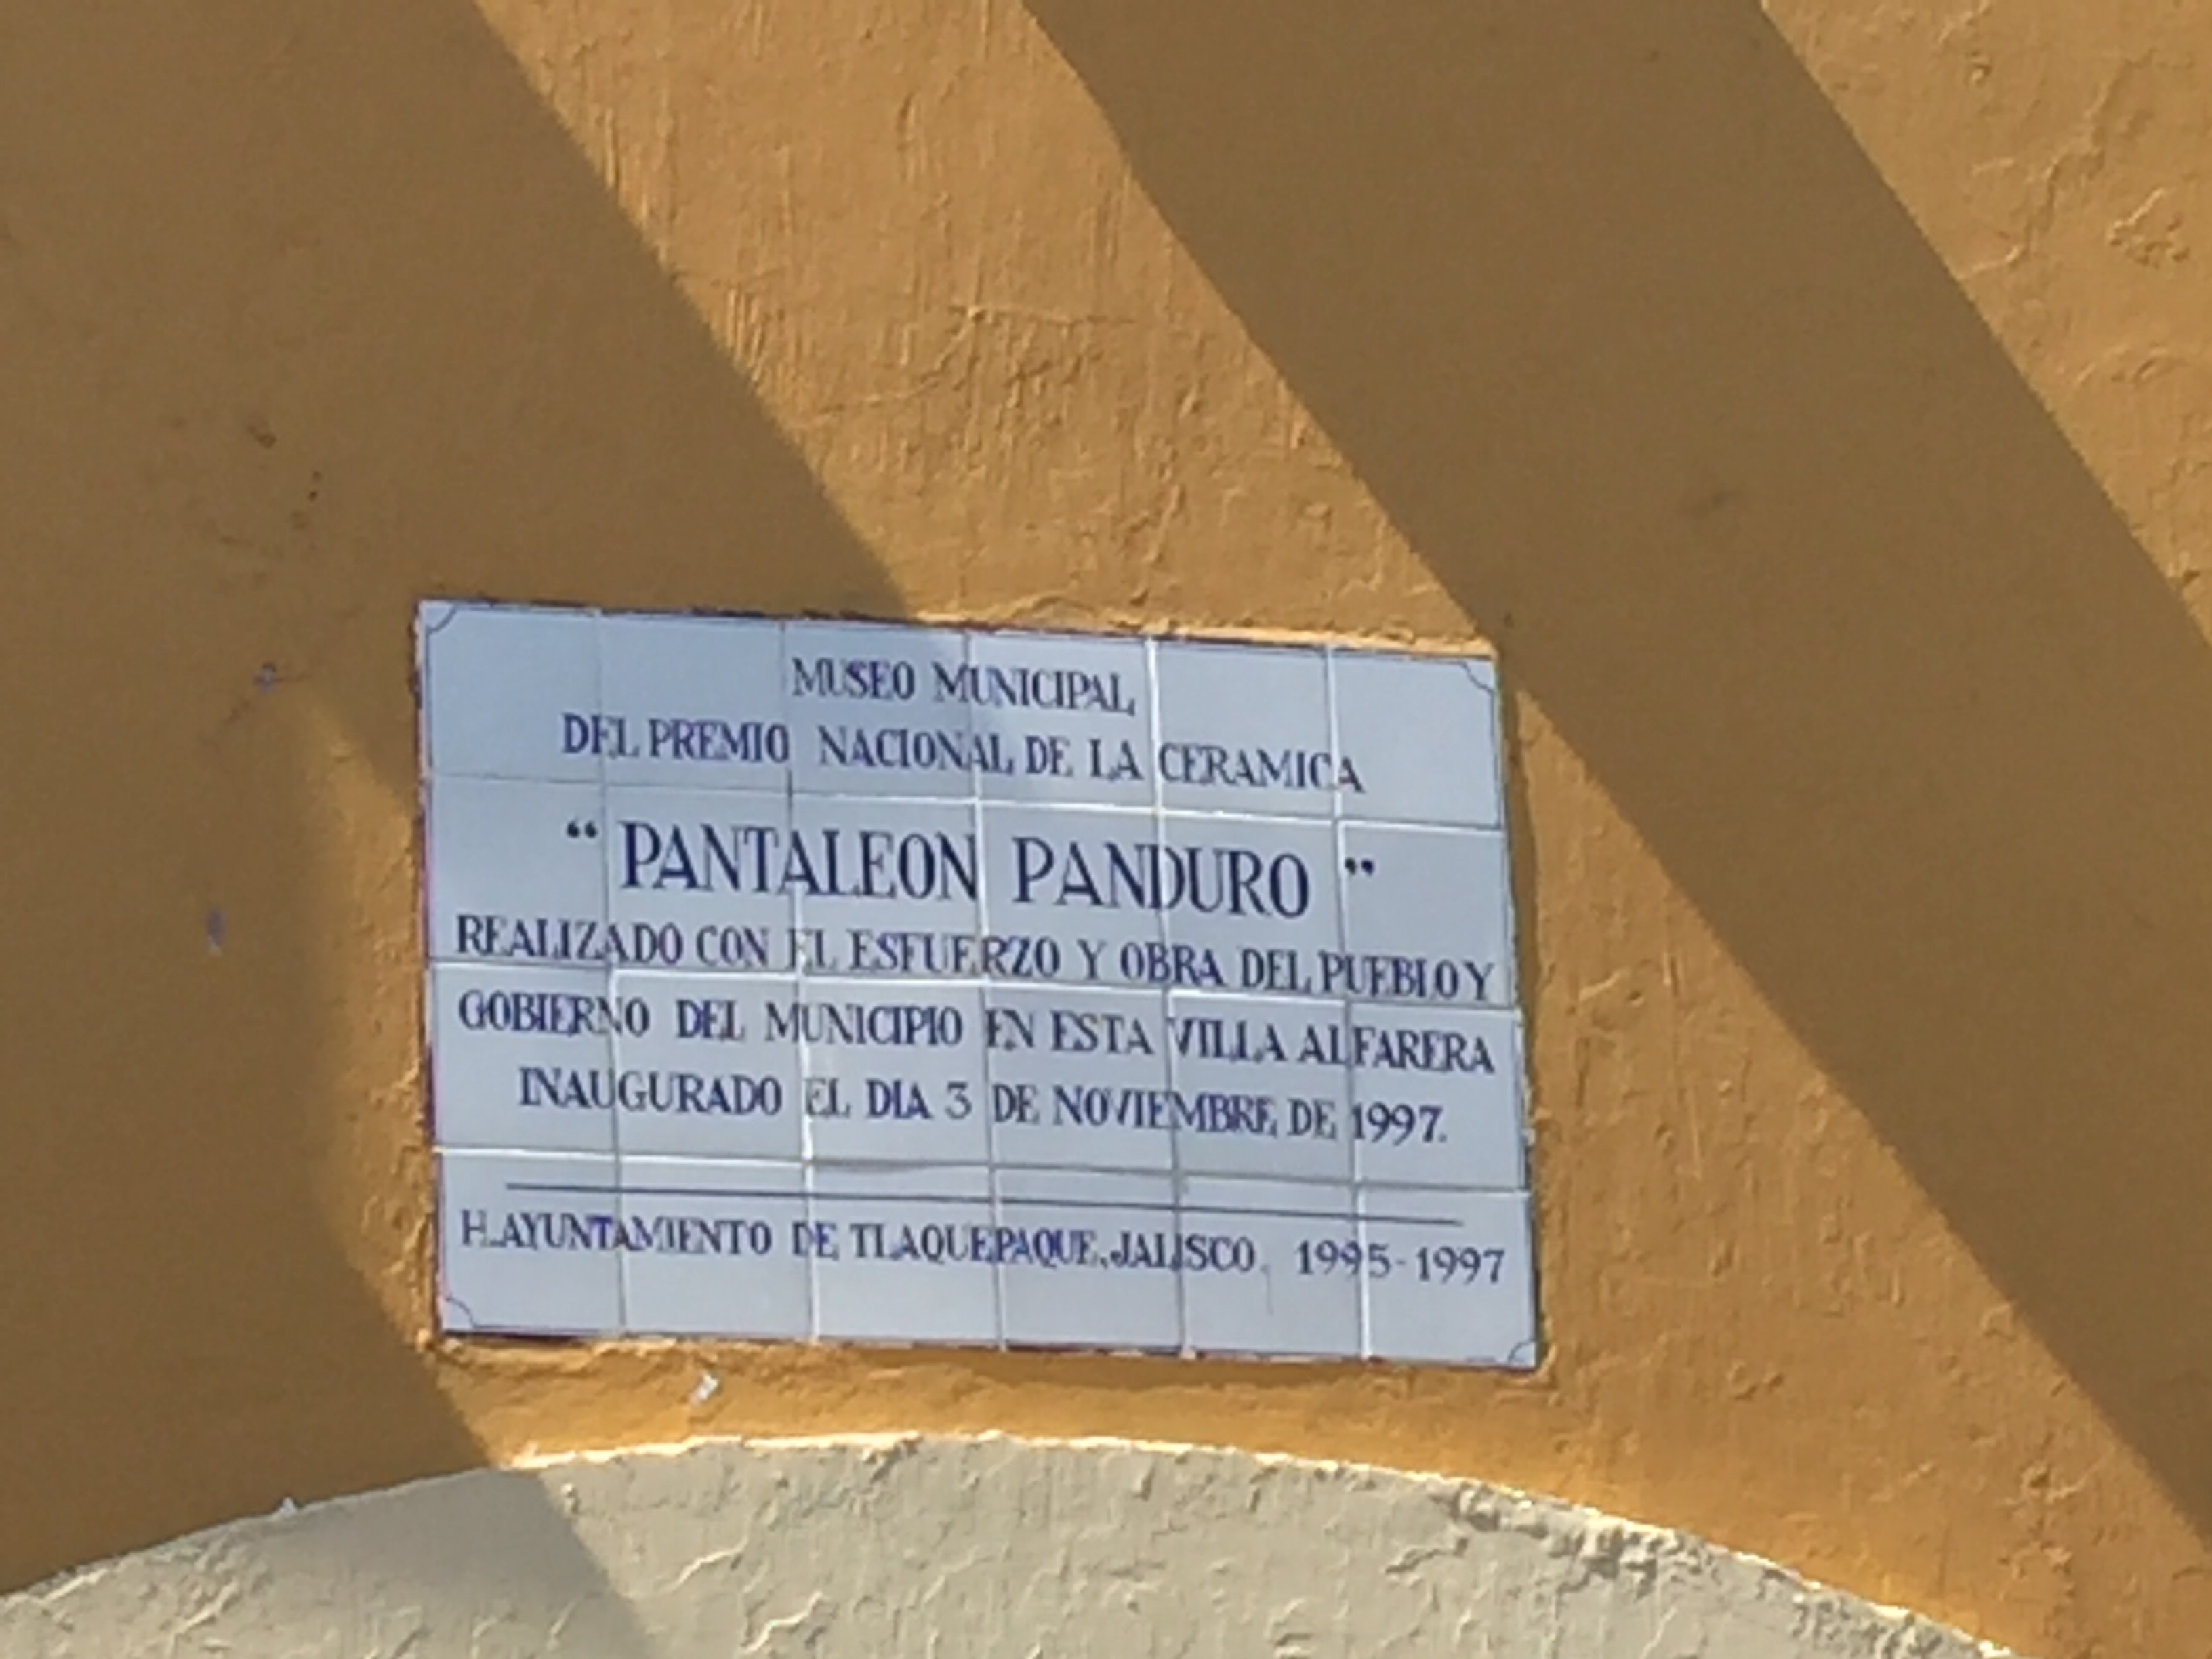 MUSEO MUNICIPAL
DEL PREMIO NACIONAL DE LA CERAMICA
“ PANTALEON PANDURO ”
REALIZADO CON EL ESFUERZO Y OBRA DEL PUEBLO Y
GOBIERNO DEL MUNICIPIO EN ESTA VILLA ALFARERA
INAUGURADO EL DIA 3 DE NOVIEMBRE DE 1997.
H. AYUNTAMIENTO DE TLAQUEPAQUE, JALISCO. 1995-1997